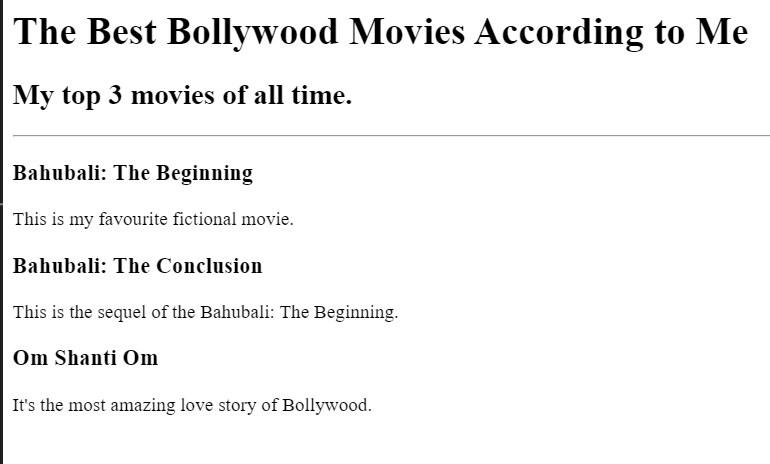 The Best Bollywood Movies According to Me
My top 3 movies of all time.
Bahubali: The Beginning
This is my favourite fictional movie.
Bahubali: The Conclusion
This is the sequel of the Bahubali: The Beginning.
Om Shanti Om
It's the most amazing love story of Bollywood.